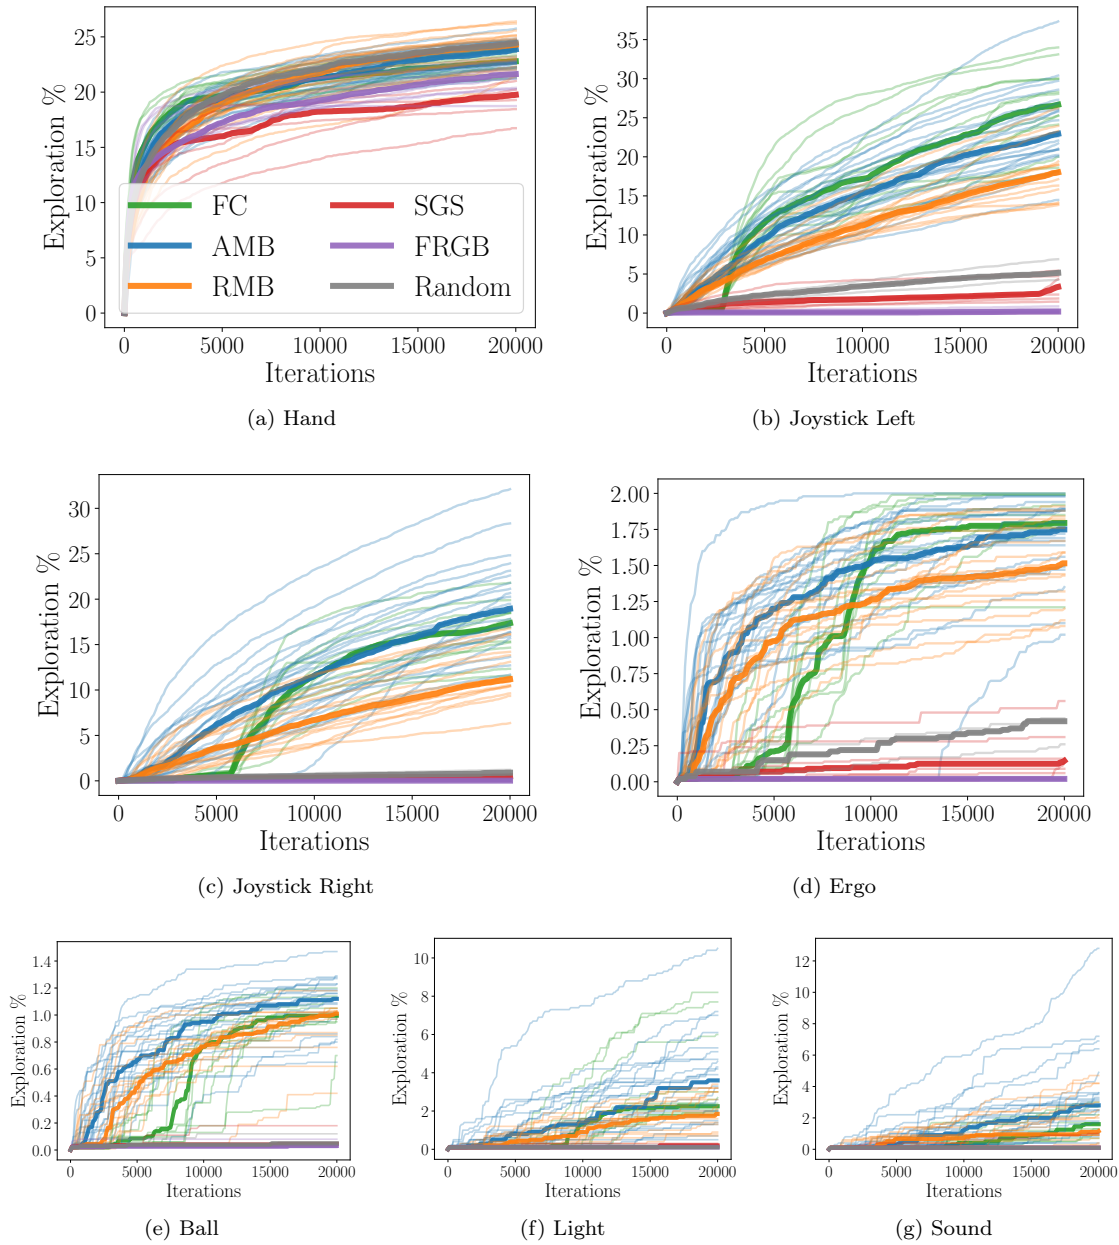 Exploration %
25
20
15
10
5
0
FC
AMB
RMB
SGS
FRGB
Random
0 5000 10000 15000 20000
Iterations
(a) Hand
Exploration %
35
30
25
20
15
10
5
0
0 5000 10000 15000 20000
Iterations
(b) Joystick Left
Exploration %
30
25
20
15
10
5
0
0 5000 10000 15000 20000
Iterations
(c) Joystick Right
Exploration %
2.00
1.75
1.50
1.25
1.00
0.75
0.50
0.25
0.00
0 5000 10000 15000 20000
Iterations
(d) Ergo
Exploration %
1.4
1.2
1.0
0.8
0.6
0.4
0.2
0.0
0 5000 10000 15000 20000
Iterations
(e) Ball
Exploration %
10
8
6
4
2
0
0 5000 10000 15000 20000
Iterations
(f) Light
Exploration %
12
10
8
6
4
2
0
0 5000 10000 15000 20000
Iterations
(g) Sound